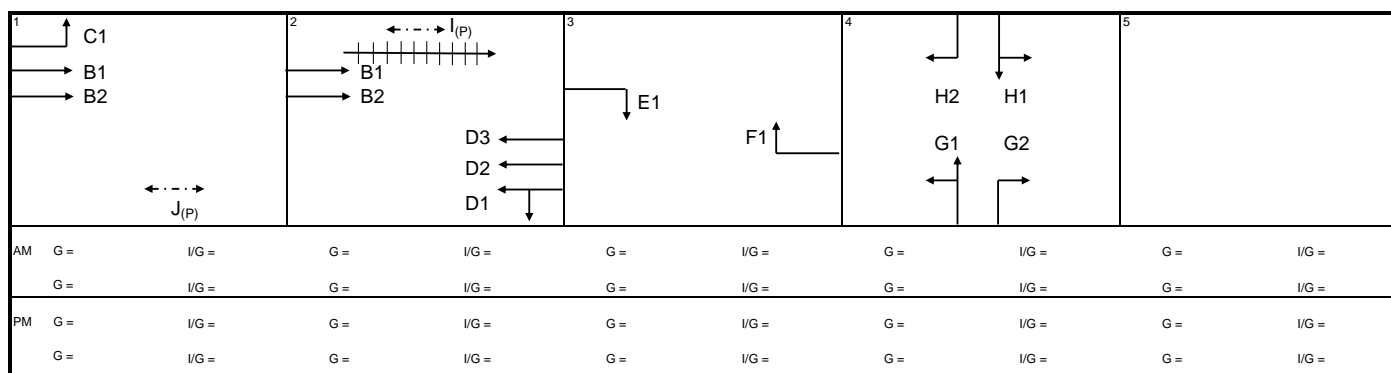 1 2 3 4 5
C1 I(P)
B1 B1
B2 B2 E1 H2 H1
D3 F1 G1 G2
D2
D1
J(P)
AM G = I/G = G = I/G = G = I/G = G = I/G = G = I/G =
G = I/G = G = I/G = G = I/G = G = I/G = G = I/G =
PM G = I/G = G = I/G = G = I/G = G = I/G = G = I/G =
G = I/G = G = I/G = G = I/G = G = I/G = G = I/G =